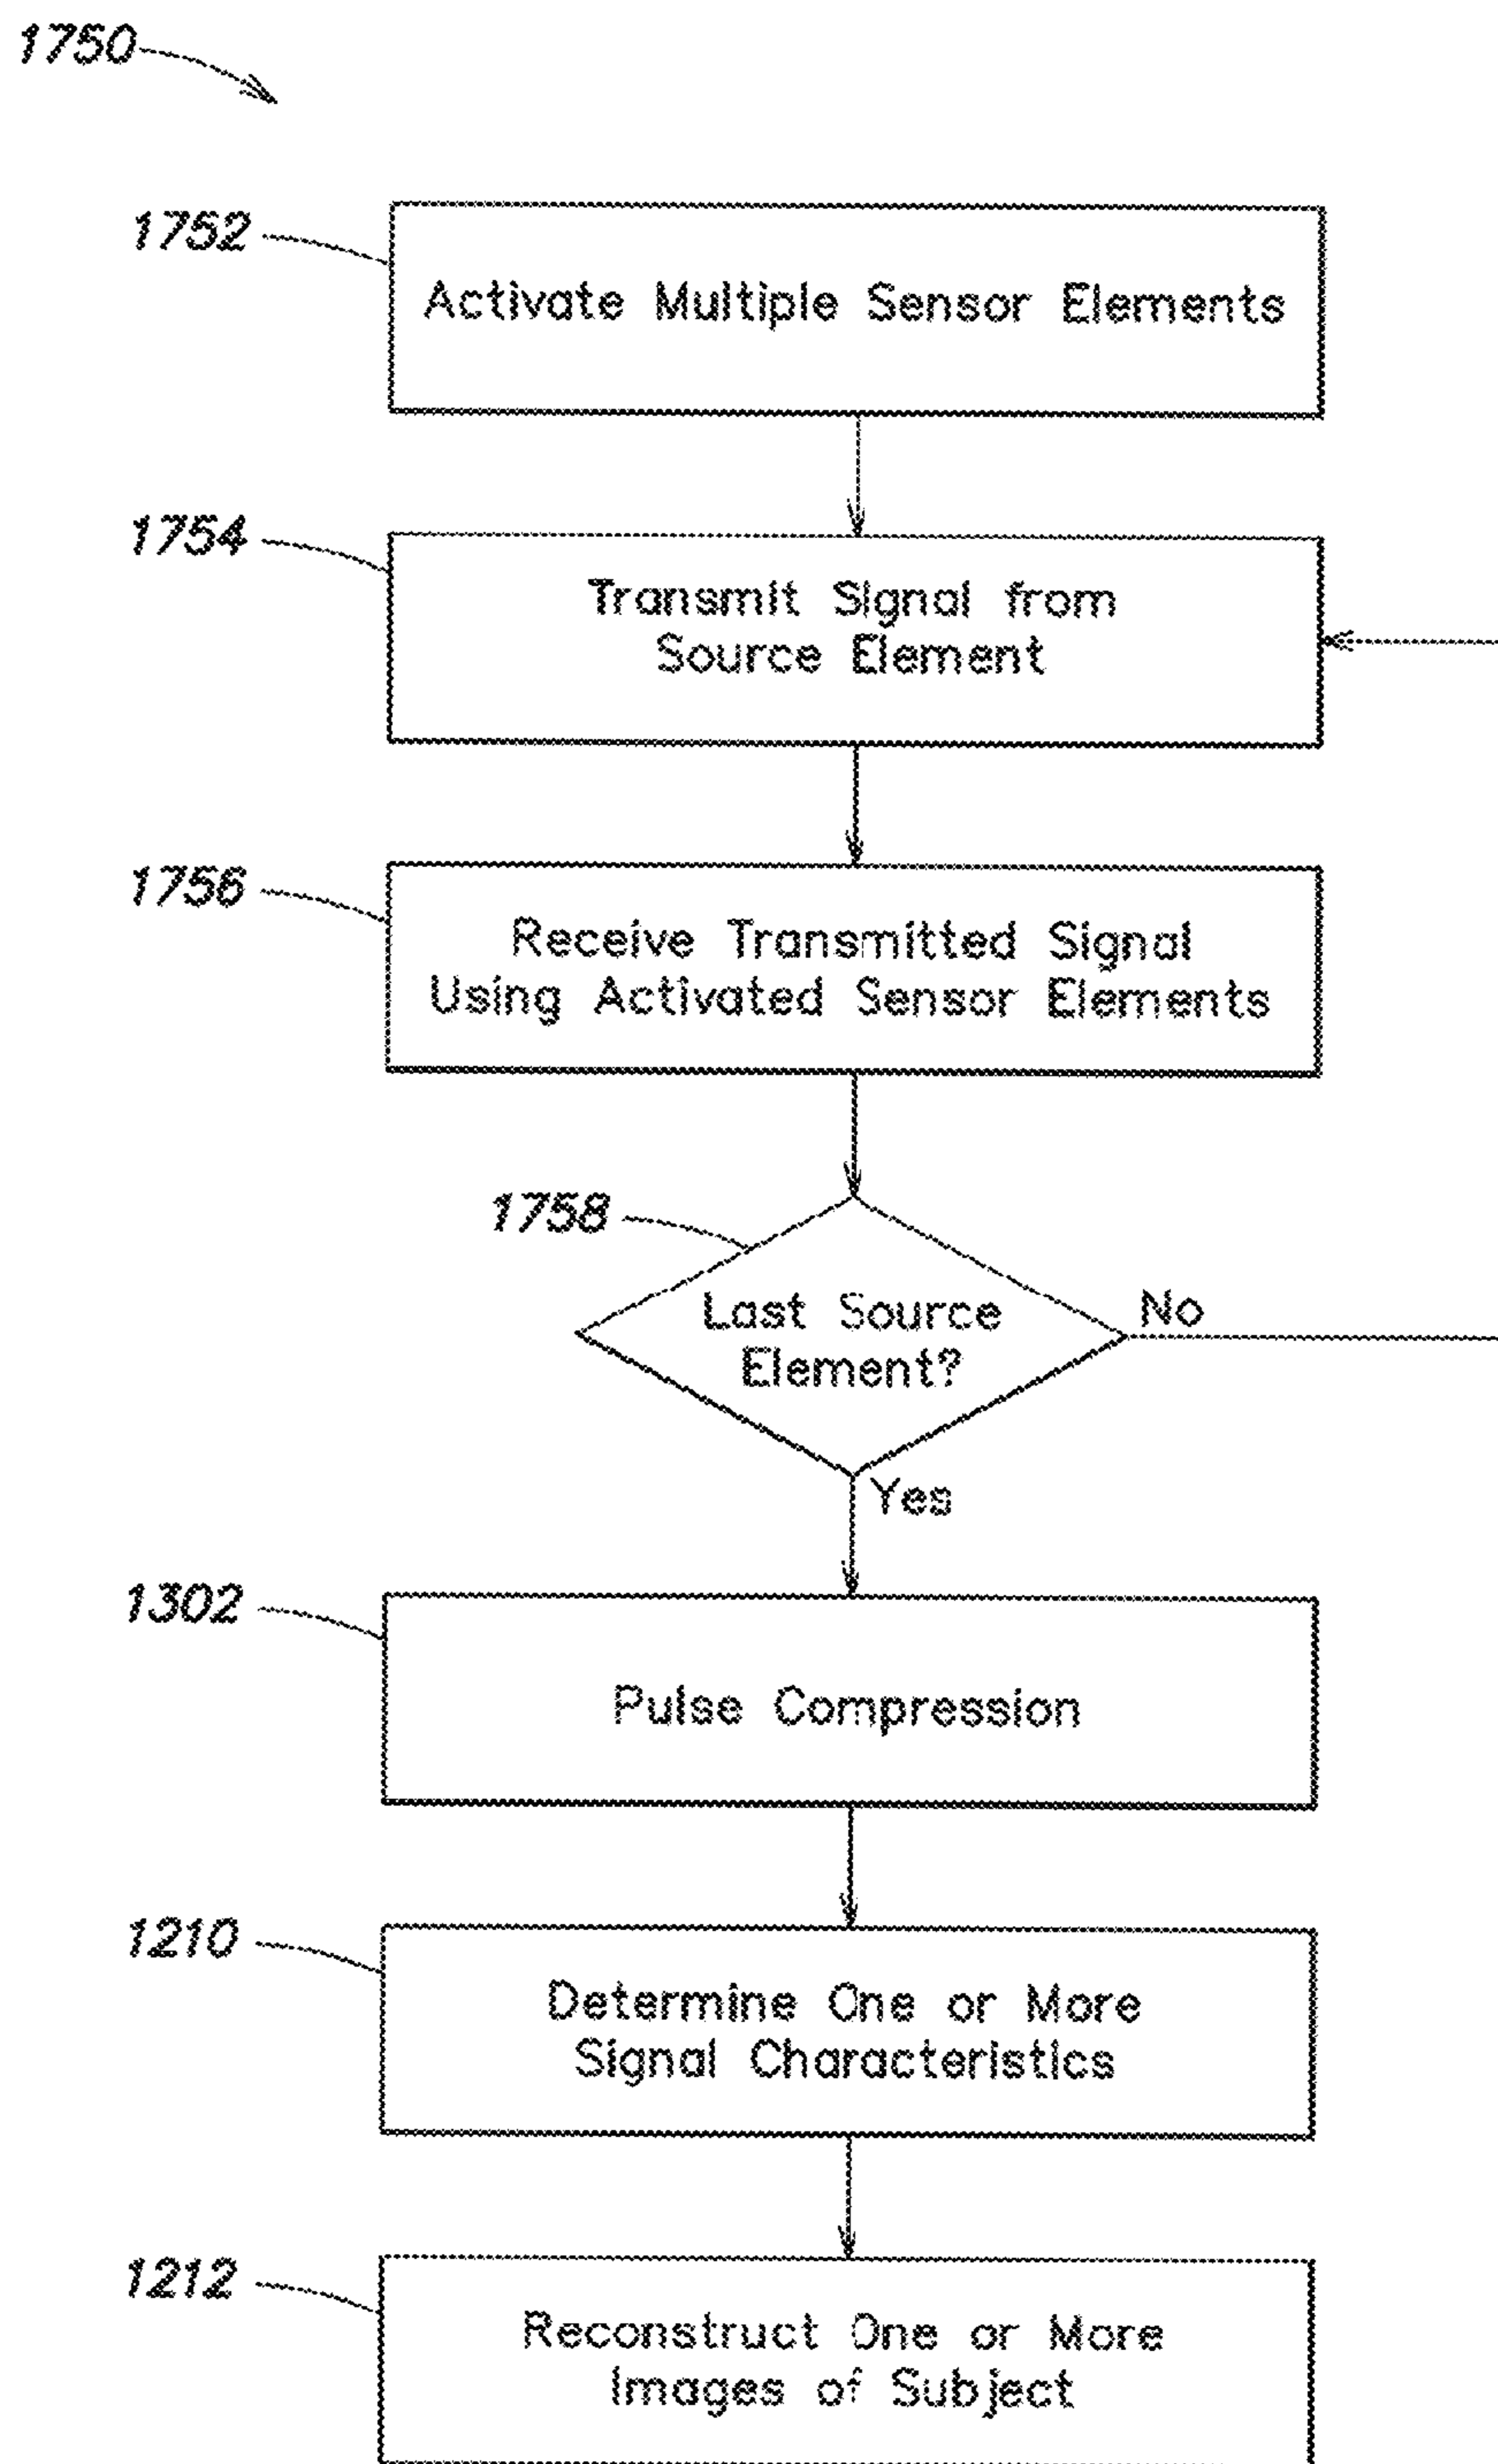 1750
1752
Activate Multiple Sensor Elements
1754
Transmit Signal from
Source Element
1756
Receive Transmitted Signal
Using Activated Sensor Elements
1758
Last Source
Element?
No
Yes
1302
Pulse Compression
1210
Determine One or More
Signal Characteristics
1212
Reconstruct One or More
Images of Subject